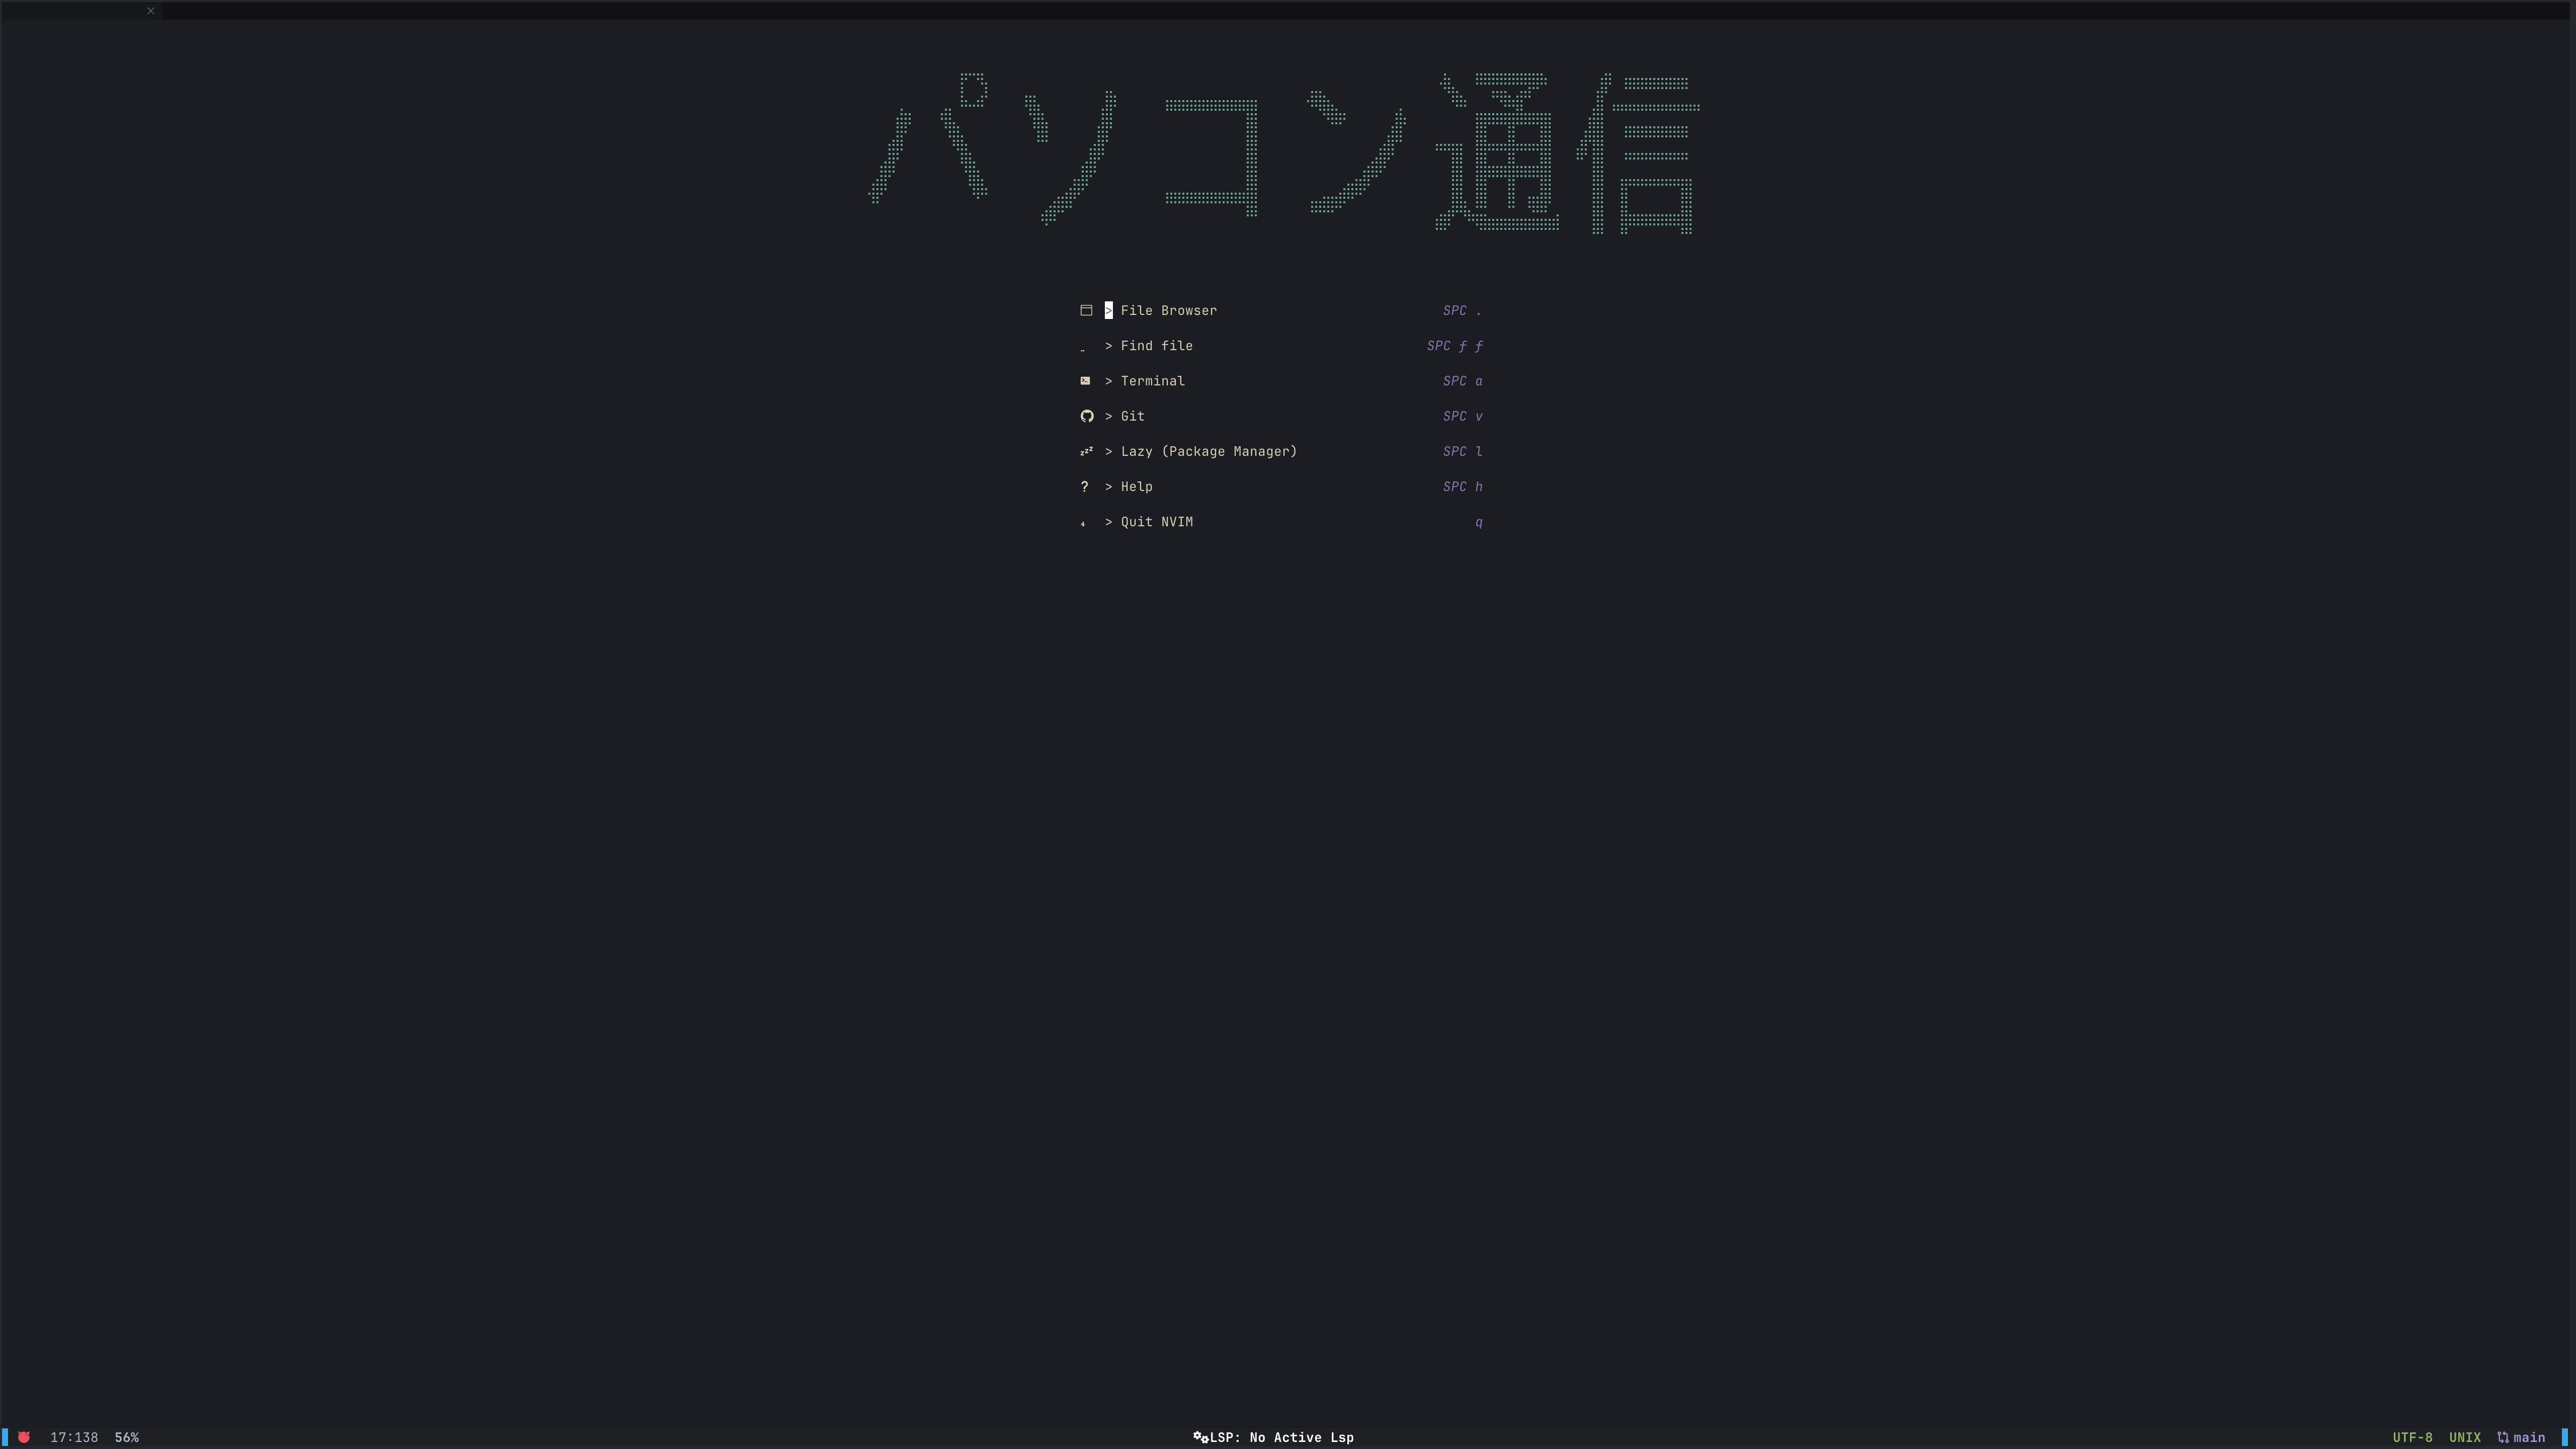 パソコン通信
> File Browser SPC .
> Find file SPC f f
> Terminal SPC a
> Git SPC v
zzz > Lazy (Package Manager) SPC l
? > Help SPC h
> Quit NVIM q
17:138 56% LSP: No Active Lsp UTF-8 UNIX main